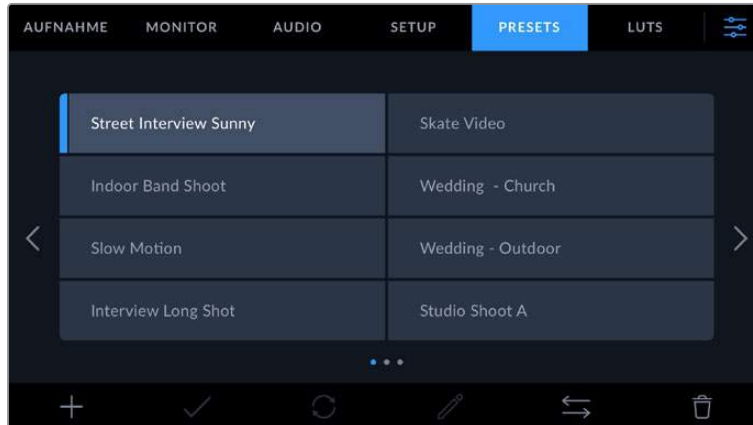 AUFNAHME MONITOR AUDIO SETUP PRESETS LUTS
Street Interview Sunny Skate Video
Indoor Band Shoot Wedding - Church
Slow Motion Wedding - Outdoor
Interview Long Shot Studio Shoot A